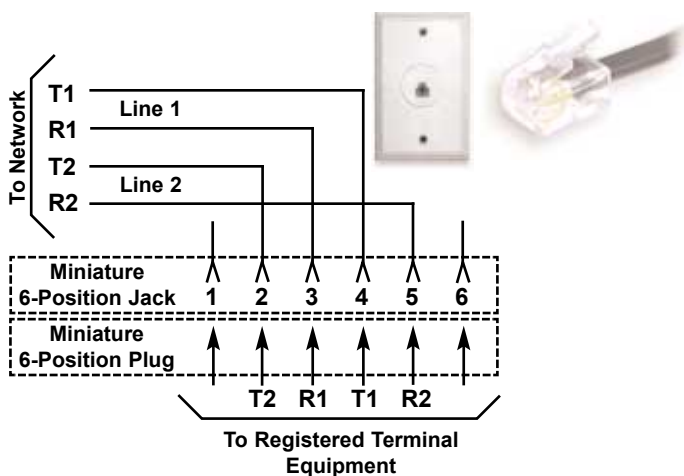 To Network
T1
Line 1
R1
T2
Line 2
R2
Miniature
6-Position Jack
1 2 3 4 5 6
Miniature
6-Position Plug
T2 R1 T1 R2
To Registered Terminal
Equipment